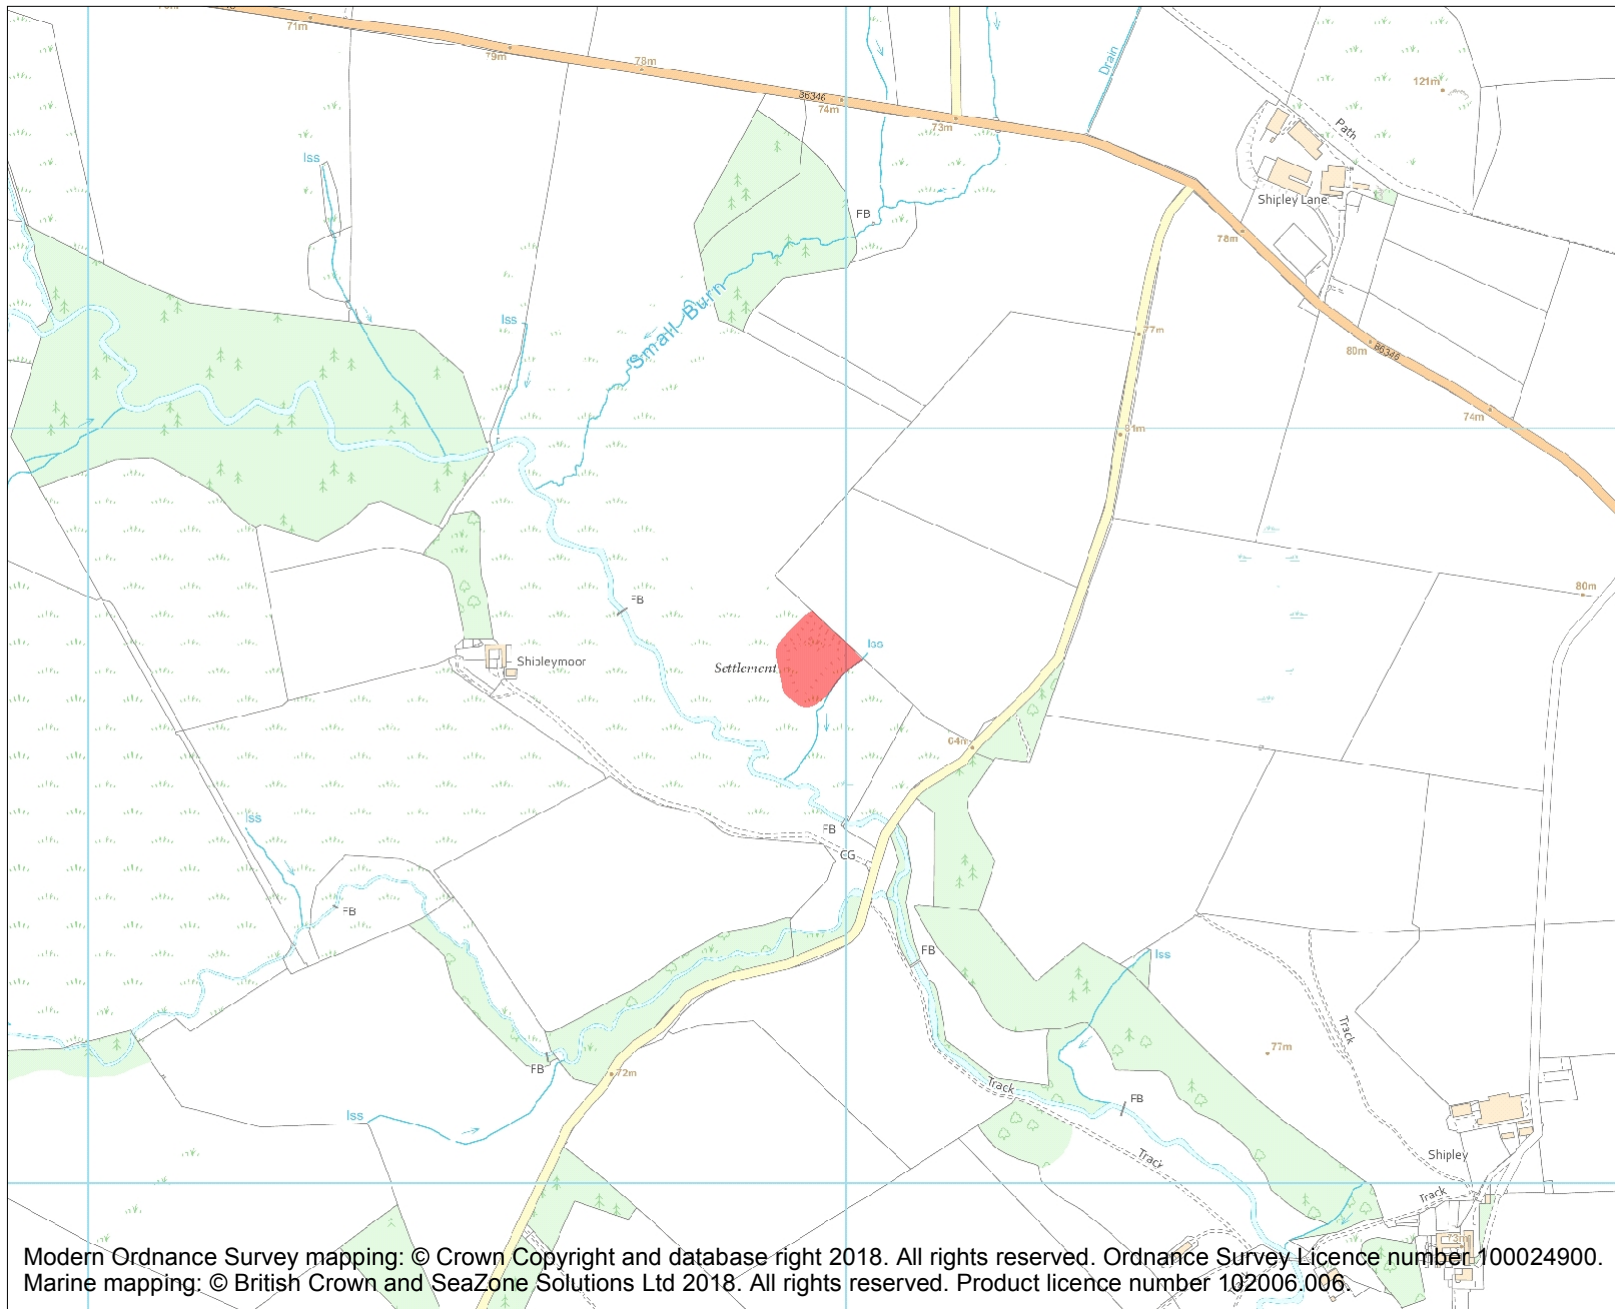 71m
79m
78m
B6346
74m
73m
Drain
121m
Path
Shipley Lane
78m
Iss
FB
Small Burn
Iss
77m
80m
B6346
74m
81m
80m
FB
Shipleymoor
Settlement
Iss
64m
Iss
FB
CG
FB
FB
Iss
Track
77m
72m
FB
Track
FB
Iss
Shipley
Track
Track
73m
Track
Modern Ordnance Survey mapping: © Crown Copyright and database right 2018. All rights reserved. Ordnance Survey Licence number 100024900.
Marine mapping: © British Crown and SeaZone Solutions Ltd 2018. All rights reserved. Product licence number 102006.006.